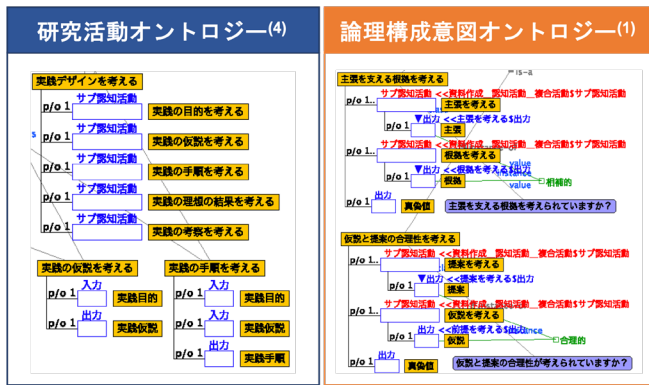 研究活動オントロジー(4)
実践デザインを考える
サブ認知活動
p/o 1
実践の目的を考える
サブ認知活動
p/o 1
実践の仮説を考える
サブ認知活動
p/o 1
実践の手順を考える
サブ認知活動
p/o 1
実践の理想の結果を考える
サブ認知活動
p/o 1
実践の考察を考える
実践の仮説を考える
入力
p/o 1
実践目的
出力
p/o 1
実践仮説
実践の手順を考える
入力
p/o 1
実践目的
入力
p/o 1
実践仮説
出力
p/o 1
実践手順
論理構成意図オントロジー(1)
is-a
主張を支える根拠を考える
サブ認知活動 <<資料作成_認知活動_複合活動$サブ認知活動
p/o 1..
主張を考える
▼出力 <<主張を考える$出力
p/o 1
主張
サブ認知活動 <<資料作成_認知活動_複合活動$サブ認知活動
p/o 1..
根拠を考える
value
▼出力 <<根拠を考える$出力
instance
p/o 1
根拠
value
相補的
出力
p/o 1
真偽値
主張を支える根拠を考えられていますか？
仮説と提案の合理性を考える
サブ認知活動 <<資料作成_認知活動_複合活動$サブ認知活動
p/o 1..
提案を考える
▼出力 <<提案を考える$出力
p/o 1
提案
サブ認知活動 <<資料作成_認知活動_複合活動$サブ認知活動
p/o 1..
仮説を考える
出力 <<前提を考える$出力
p/o 1
仮説
合理的
出力
p/o 1
真偽値
仮説と提案の合理性が考えられていますか？